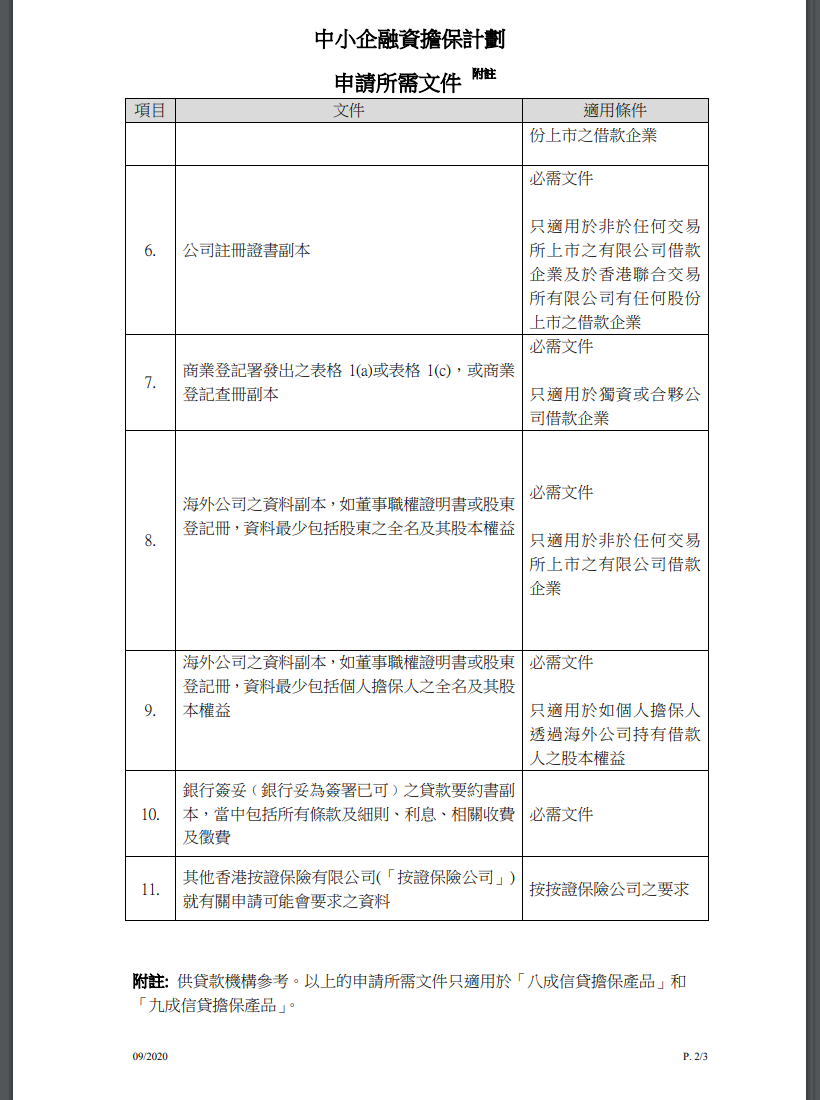 中小企融資擔保計劃
申請所需文件 附註
項目 文件 適用條件
份上市之借款企業
6. 公司註冊證書副本
必需文件
只適用於非於任何交易
所上市之有限公司借款
企業及於香港聯合交易
所有限公司有任何股份
上市之借款企業
7.
商業登記署發出之表格 1(a)或表格 1(c)，或商業
登記查冊副本
必需文件
只適用於獨資或合夥公
司借款企業
8.
海外公司之資料副本，如董事職權證明書或股東
登記冊，資料最少包括股東之全名及其股本權益
必需文件
只適用於非於任何交易
所上市之有限公司借款
企業
9.
海外公司之資料副本，如董事職權證明書或股東
登記冊，資料最少包括個人擔保人之全名及其股
本權益
必需文件
只適用於如個人擔保人
透過海外公司持有借款
人之股本權益
10.
銀行簽妥﹙銀行妥為簽署已可﹚之貸款要約書副
本，當中包括所有條款及細則、利息、相關收費
及徵費
必需文件
11.
其他香港按證保險有限公司(「按證保險公司」)
就有關申請可能會要求之資料
按按證保險公司之要求
附註: 供貸款機構參考。以上的申請所需文件只適用於「八成信貸擔保產品」和
「九成信貸擔保產品」。
09/2020 P. 2/3